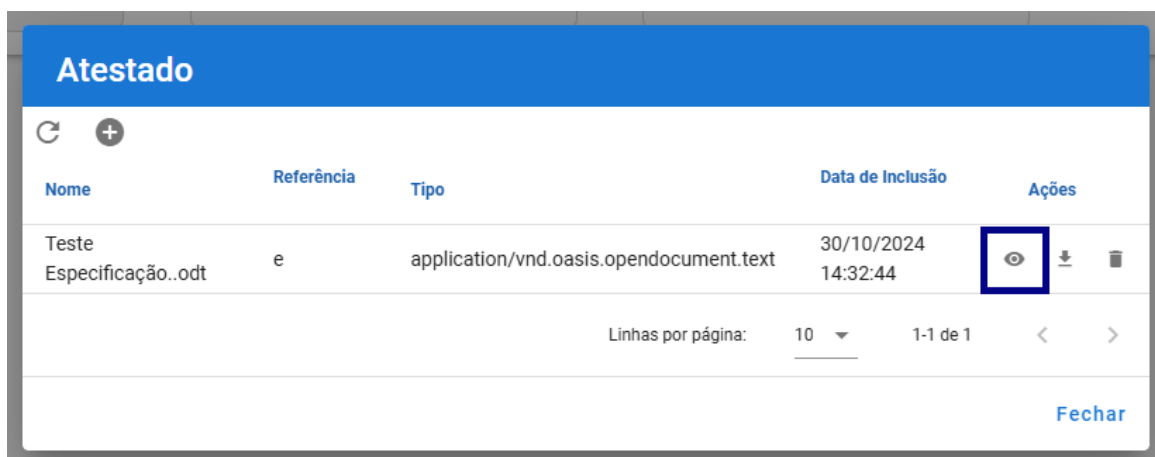 Atestado
Nome Referência Tipo Data de Inclusão Ações
Teste
Especificação..odt
e
application/vnd.oasis.opendocument.text
30/10/2024
14:32:44
Linhas por página: 10 1-1 de 1
Fechar